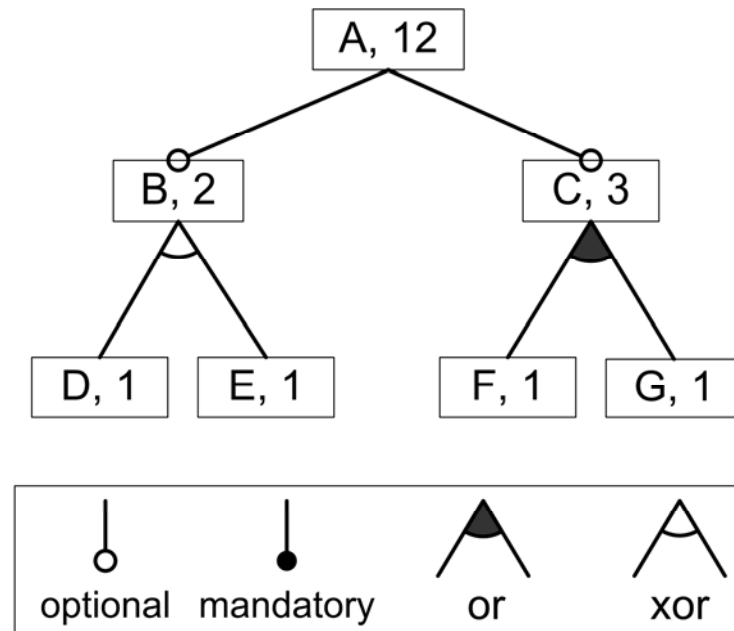 A, 12
B, 2
C, 3
D, 1
E, 1
F, 1
G, 1
optional
mandatory
or
xor